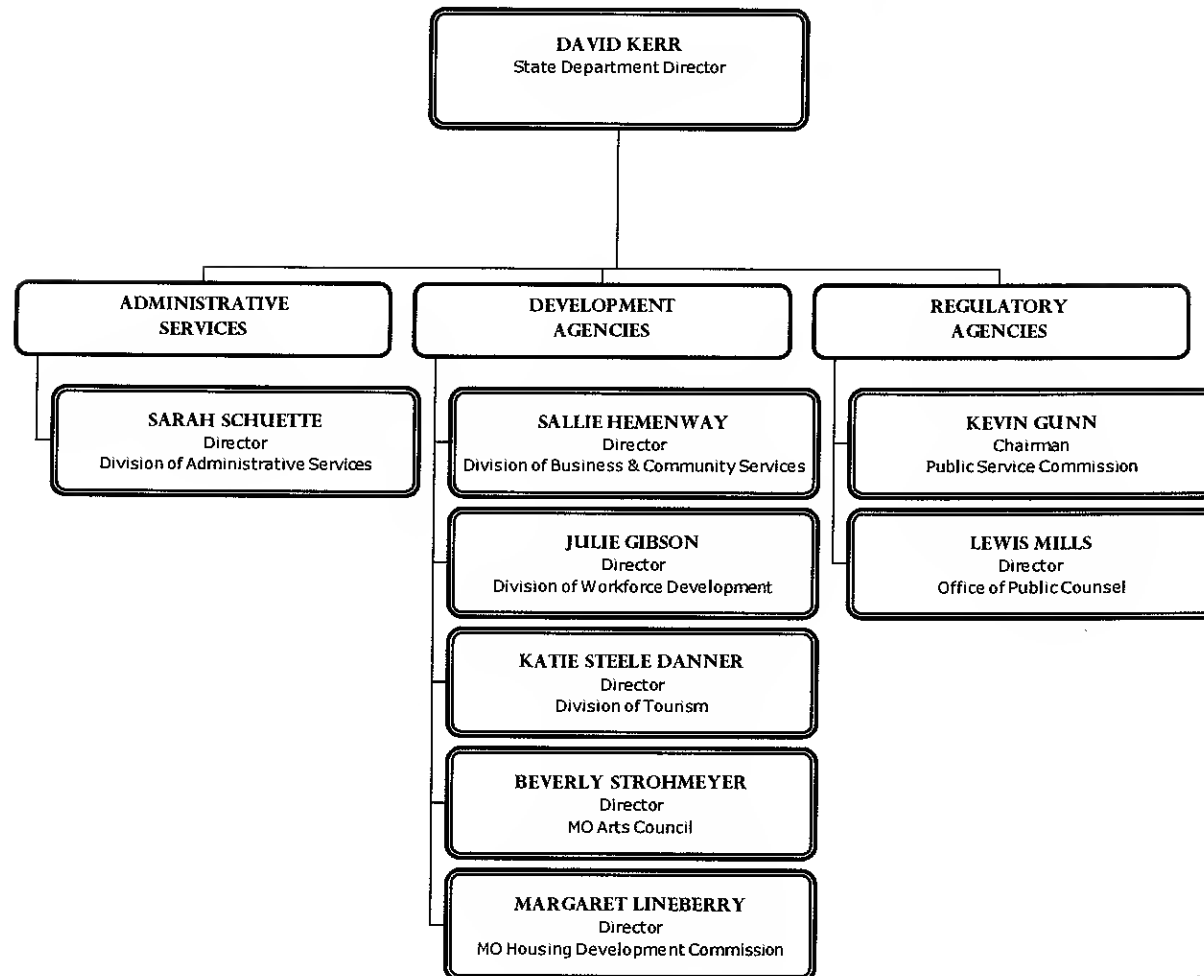 DAVID KERR
State Department Director
ADMINISTRATIVE
SERVICES
SARAH SCHUETTE
Director
Division of Administrative Services
DEVELOPMENT
AGENCIES
SALLIE HEMENWAY
Director
Division of Business & Community Services
JULIE GIBSON
Director
Division of Workforce Development
KATIE STEELE DANNER
Director
Division of Tourism
BEVERLY STROHMEYER
Director
MO Arts Council
MARGARET LINEBERRY
Director
MO Housing Development Commission
REGULATORY
AGENCIES
KEVIN GUNN
Chairman
Public Service Commission
LEWIS MILLS
Director
Office of Public Counsel